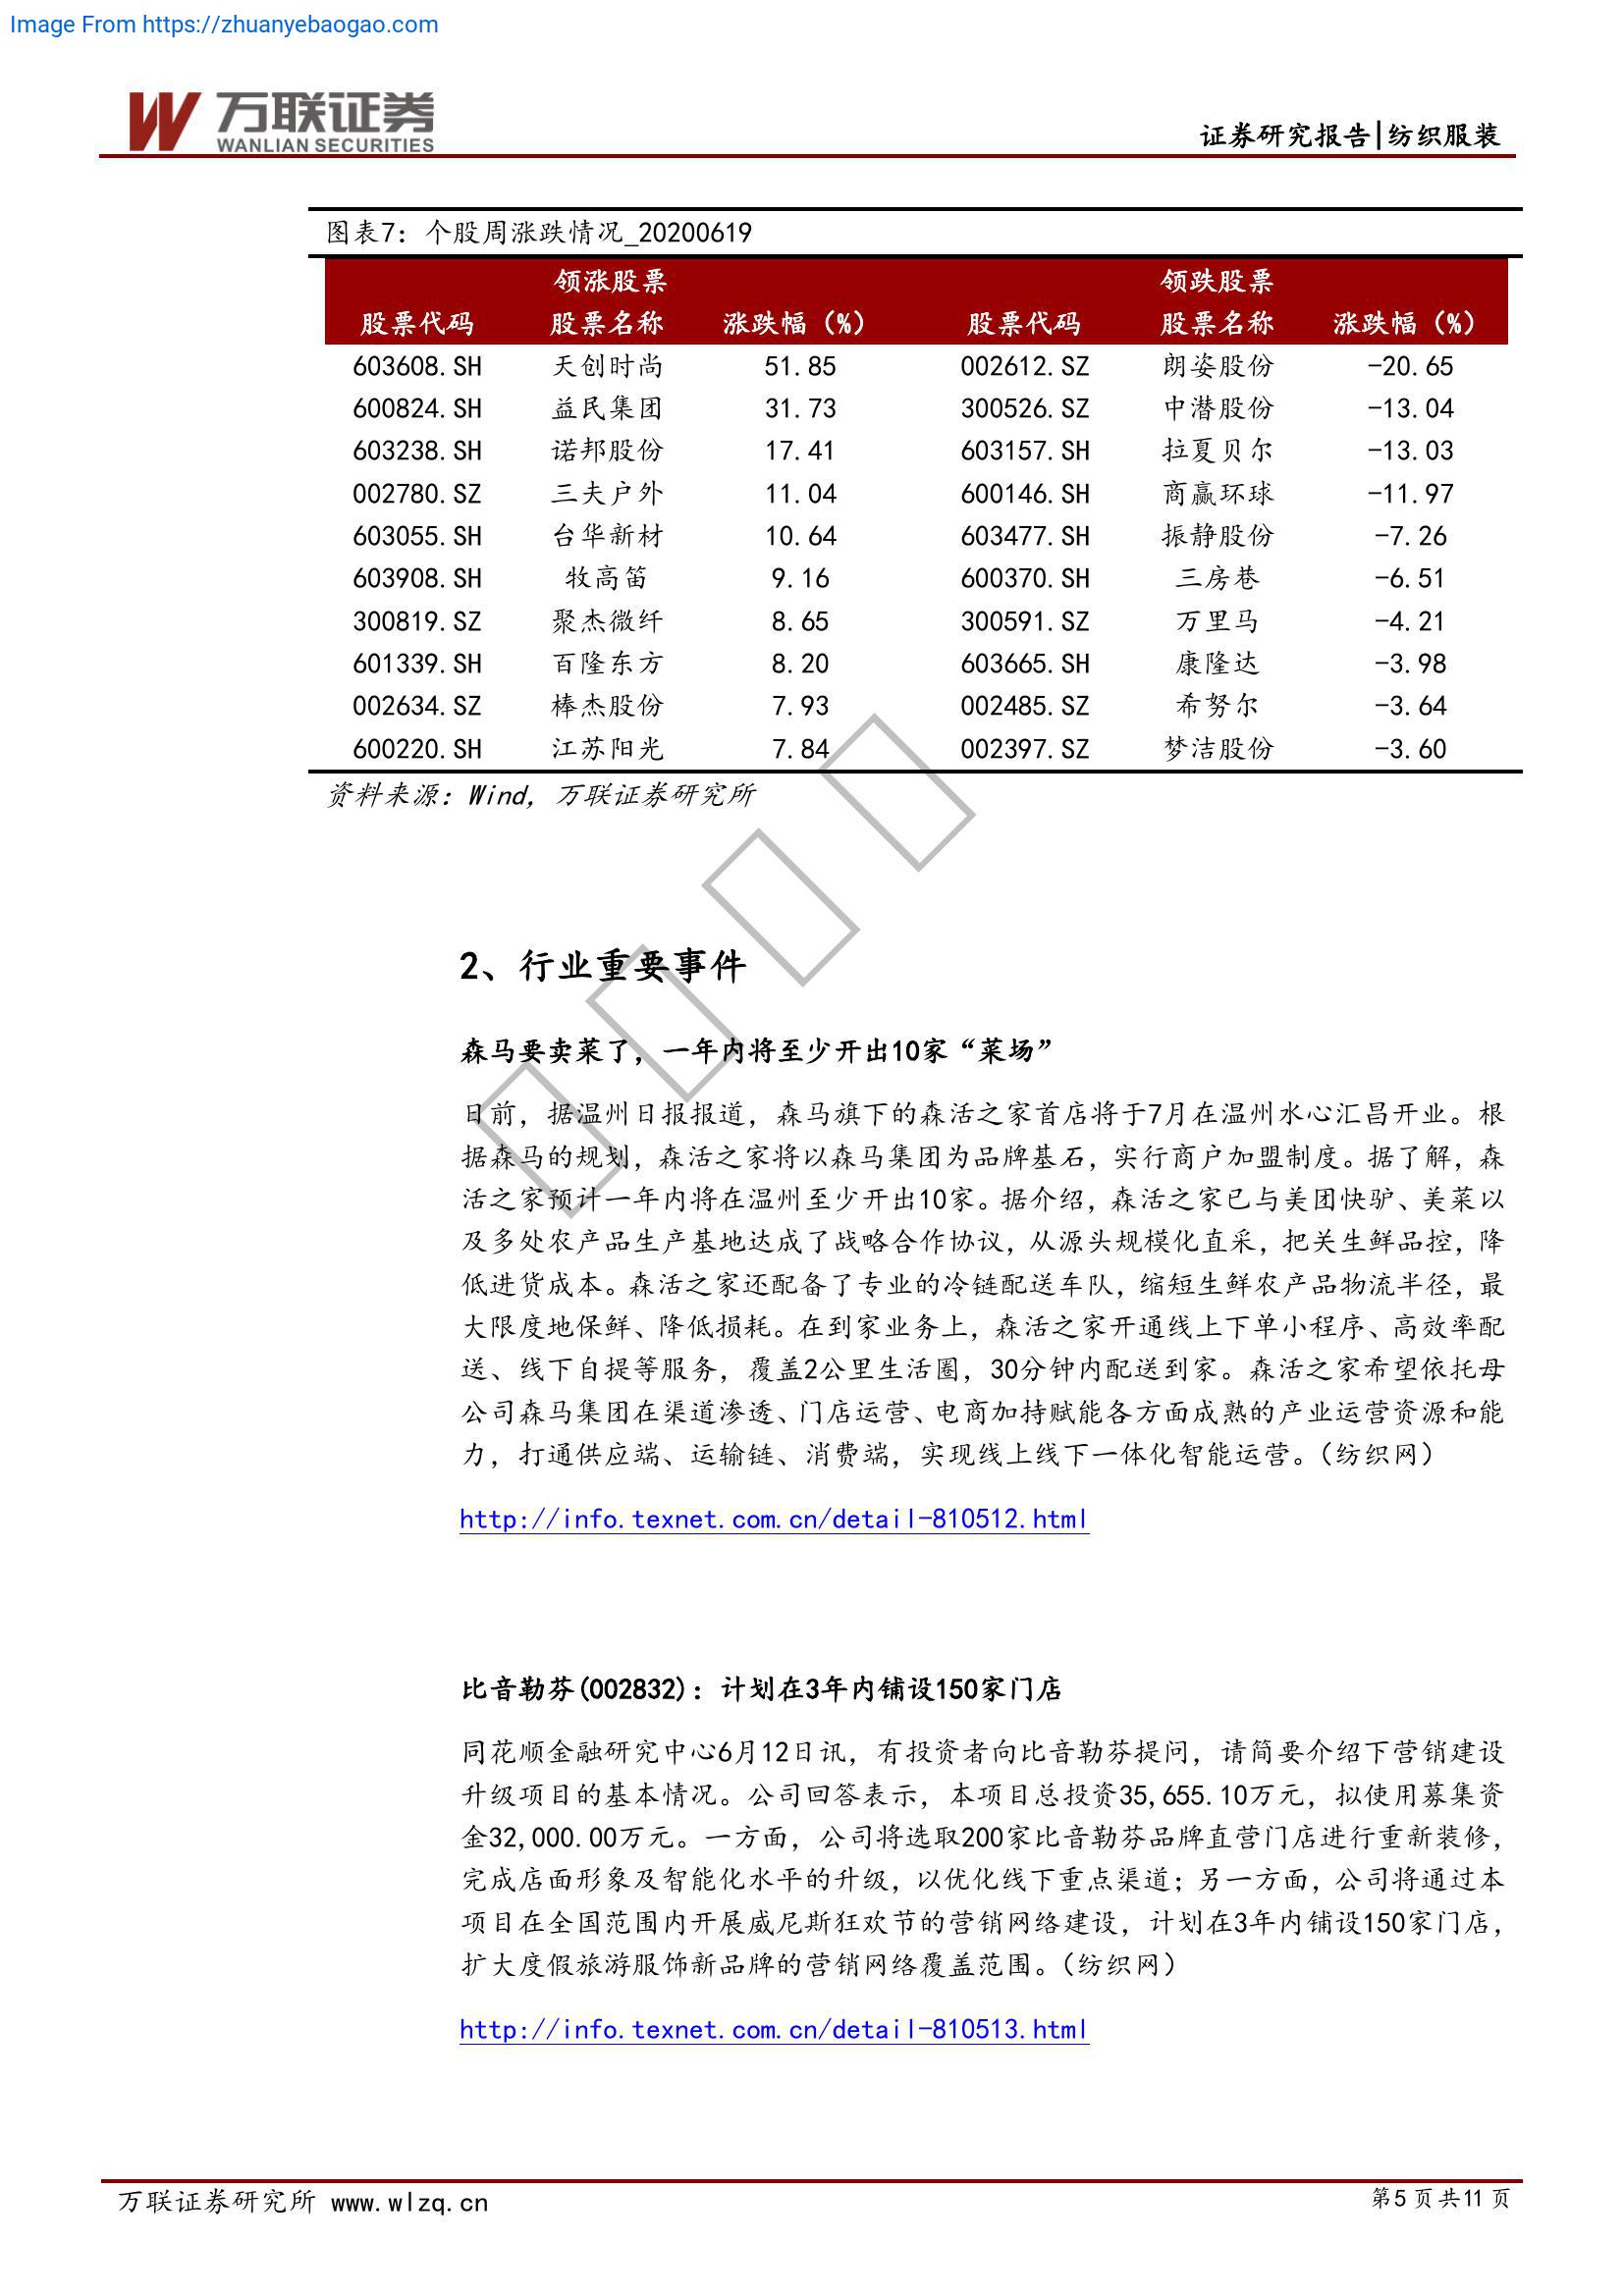 Image From https://zhuanyebaogao.com
万联证券
WANLIAN SECURITIES
证券研究报告|纺织服装
图表7：个股周涨跌情况_20200619
领涨股票 领跌股票
股票代码 股票名称 涨跌幅（%） 股票代码 股票名称 涨跌幅（%）
603608.SH 天创时尚 51.85 002612.SZ 朗姿股份 -20.65
600824.SH 益民集团 31.73 300526.SZ 中潜股份 -13.04
603238.SH 诺邦股份 17.41 603157.SH 拉夏贝尔 -13.03
002780.SZ 三夫户外 11.04 600146.SH 商赢环球 -11.97
603055.SH 台华新材 10.64 603477.SH 振静股份 -7.26
603908.SH 牧高笛 9.16 600370.SH 三房巷 -6.51
300819.SZ 聚杰微纤 8.65 300591.SZ 万里马 -4.21
601339.SH 百隆东方 8.20 603665.SH 康隆达 -3.98
002634.SZ 棒杰股份 7.93 002485.SZ 希努尔 -3.64
600220.SH 江苏阳光 7.84 002397.SZ 梦洁股份 -3.60
资料来源：Wind，万联证券研究所
2、行业重要事件
森马要卖菜了，一年内将至少开出10家“菜场”
日前，据温州日报报道，森马旗下的森活之家首店将于7月在温州水心汇昌开业。根
据森马的规划，森活之家将以森马集团为品牌基石，实行商户加盟制度。据了解，森
活之家预计一年内将在温州至少开出10家。据介绍，森活之家已与美团快驴、美菜以
及多处农产品生产基地达成了战略合作协议，从源头规模化直采，把关生鲜品控，降
低进货成本。森活之家还配备了专业的冷链配送车队，缩短生鲜农产品物流半径，最
大限度地保鲜、降低损耗。在到家业务上，森活之家开通线上下单小程序、高效率配
送、线下自提等服务，覆盖2公里生活圈，30分钟内配送到家。森活之家希望依托母
公司森马集团在渠道渗透、门店运营、电商加持赋能各方面成熟的产业运营资源和能
力，打通供应端、运输链、消费端，实现线上线下一体化智能运营。（纺织网）
http://info.texnet.com.cn/detail-810512.html
比音勒芬(002832)：计划在3年内铺设150家门店
同花顺金融研究中心6月12日讯，有投资者向比音勒芬提问，请简要介绍下营销建设
升级项目的基本情况。公司回答表示，本项目总投资35,655.10万元，拟使用募集资
金32,000.00万元。一方面，公司将选取200家比音勒芬品牌直营门店进行重新装修，
完成店面形象及智能化水平的升级，以优化线下重点渠道；另一方面，公司将通过本
项目在全国范围内开展威尼斯狂欢节的营销网络建设，计划在3年内铺设150家门店，
扩大度假旅游服饰新品牌的营销网络覆盖范围。（纺织网）
http://info.texnet.com.cn/detail-810513.html
万联证券研究所 www.wlzq.cn 第5页共11页